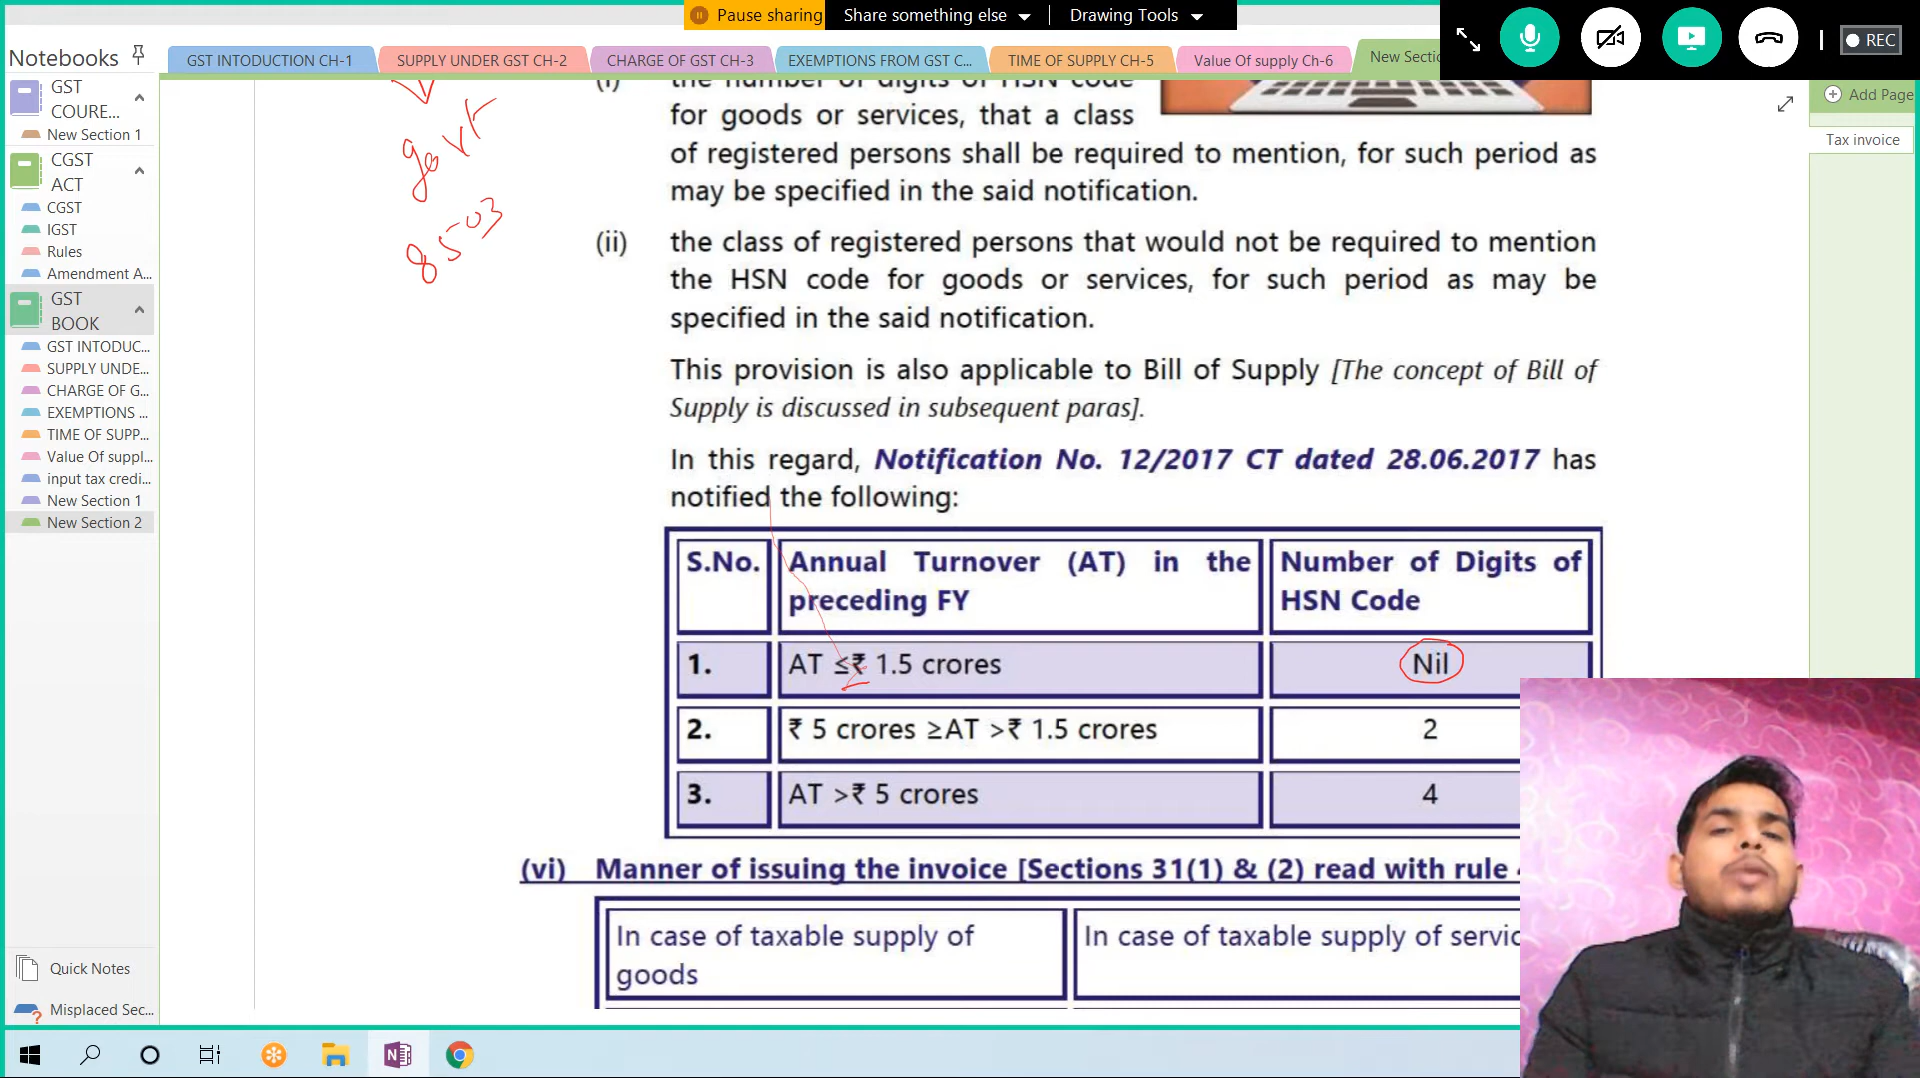 Pause sharing
Share something else
Drawing Tools
REC
Notebooks
GST INTODUCTION CH-1
SUPPLY UNDER GST CH-2
CHARGE OF GST CH-3
EXEMPTIONS FROM GST C...
TIME OF SUPPLY CH-5
Value Of supply Ch-6
New Sectio
Add Page
Tax invoice
GST
COURE...
New Section 1
CGST
ACT
CGST
IGST
Rules
Amendment A...
GST
BOOK
GST INTODUC...
SUPPLY UNDE...
CHARGE OF G...
EXEMPTIONS ...
TIME OF SUPP...
Value Of suppl...
input tax credi...
New Section 1
New Section 2
Quick Notes
Misplaced Sec...
govt
8503
(i) the number of digits of HSN code
for goods or services, that a class
of registered persons shall be required to mention, for such period as
may be specified in the said notification.
(ii) the class of registered persons that would not be required to mention
the HSN code for goods or services, for such period as may be
specified in the said notification.
This provision is also applicable to Bill of Supply [The concept of Bill of
Supply is discussed in subsequent paras].
In this regard, Notification No. 12/2017 CT dated 28.06.2017 has
notified the following:
S.No. Annual Turnover (AT) in the preceding FY Number of Digits of HSN Code
1. AT ≤₹ 1.5 crores Nil
2. ₹ 5 crores ≥AT >₹ 1.5 crores 2
3. AT >₹ 5 crores 4
(vi) Manner of issuing the invoice [Sections 31(1) & (2) read with rule
In case of taxable supply of goods
In case of taxable supply of servic